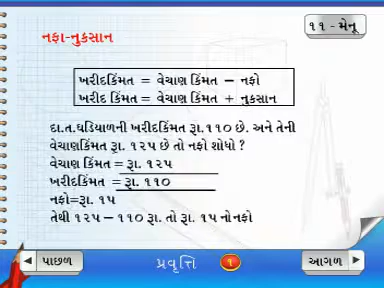 નફા-નુકસાન
૧૧ - મેનૂ
ખરીદકિંમત = વેચાણ કિંમત – નફો
ખરીદ કિંમત = વેચાણ કિંમત + નુકસાન
દા.ત.ઘડિયાળની ખરીદકિંમત રૂા.૧૧૦ છે. અને તેની
વેચાણકિંમત રૂા. ૧૨૫ છે તો નફો શોધો ?
વેચાણ કિંમત = રૂા. ૧૨૫
ખરીદકિંમત = રૂા. ૧૧૦
નફો=રૂા. ૧૫
તેથી ૧૨૫ – ૧૧૦ રૂા. તો રૂા. ૧૫ નોનફો
પાછળ
પ્રવૃત્તિ ૧
આગળ